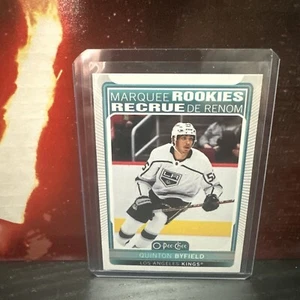 MARQUEE ROOKIES
RECRUE DE RENOM
O-Pee-Chee
QUINTON BYFIELD
LOS ANGELES KINGS